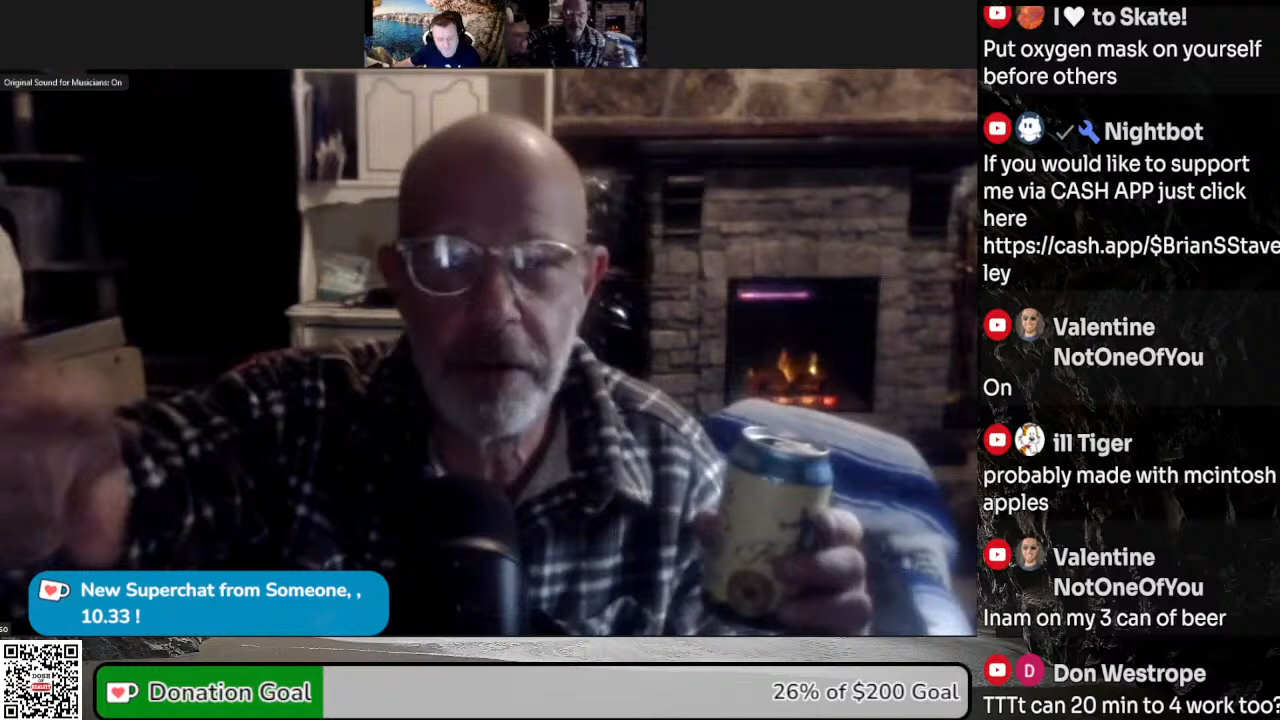 Original Sound for Musicians: On
I ♥ to Skate!
Put oxygen mask on yourself
before others
Nightbot
If you would like to support
me via CASH APP just click
here
https://cash.app/$BrianSStave
ley
Valentine
NotOneOfYou
On
ill Tiger
probably made with mcintosh
apples
Valentine
NotOneOfYou
Inam on my 3 can of beer
D
Don Westrope
TTTt can 20 min to 4 work too?
New Superchat from Someone, ,
10.33 !
so
DOSE
Donation Goal
26% of $200 Goal